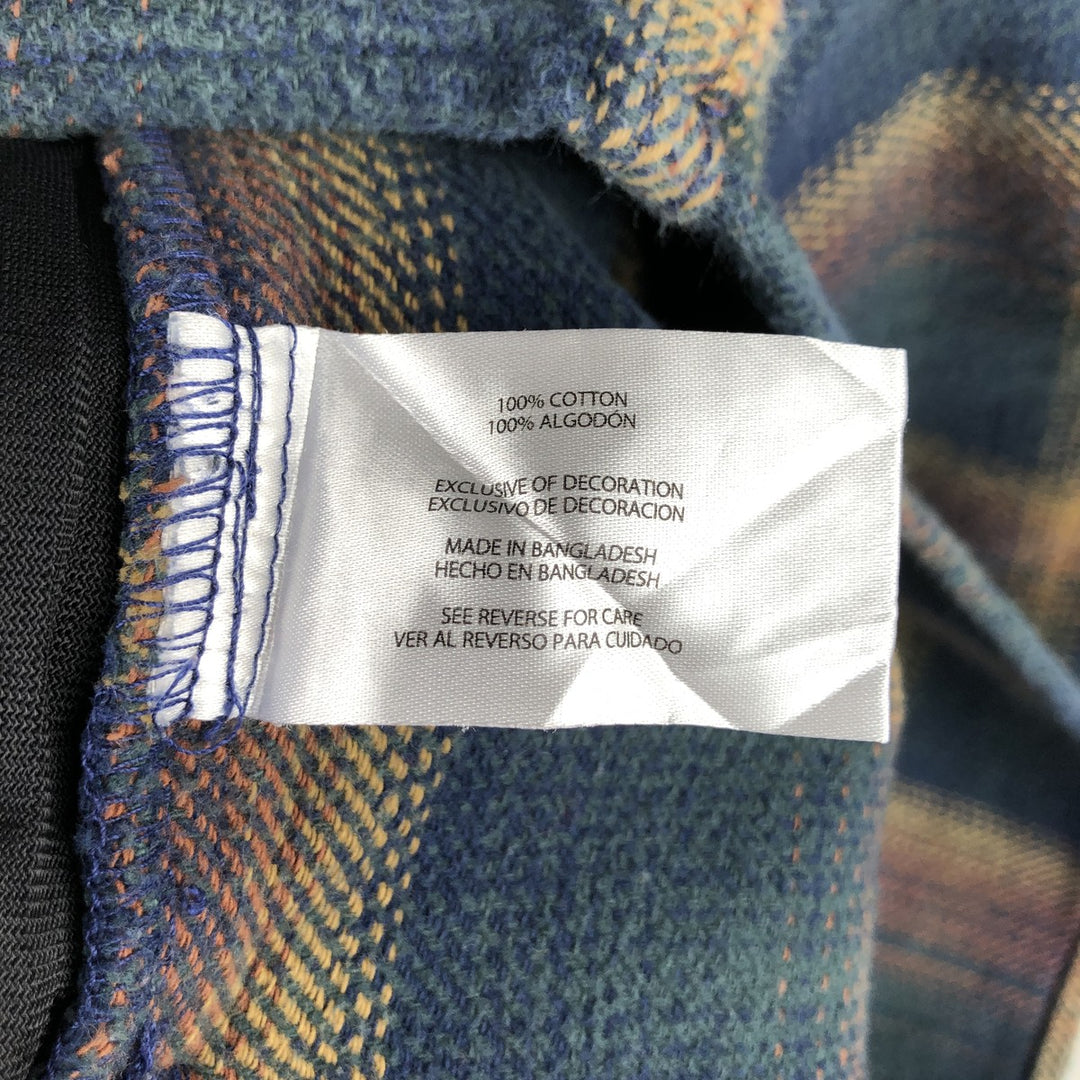 100% COTTON
100% ALGODÓN
EXCLUSIVE OF DECORATION
EXCLUSIVO DE DECORACION
MADE IN BANGLADESH
HECHO EN BANGLADESH
SEE REVERSE FOR CARE
VER AL REVERSO PARA CUIDADO